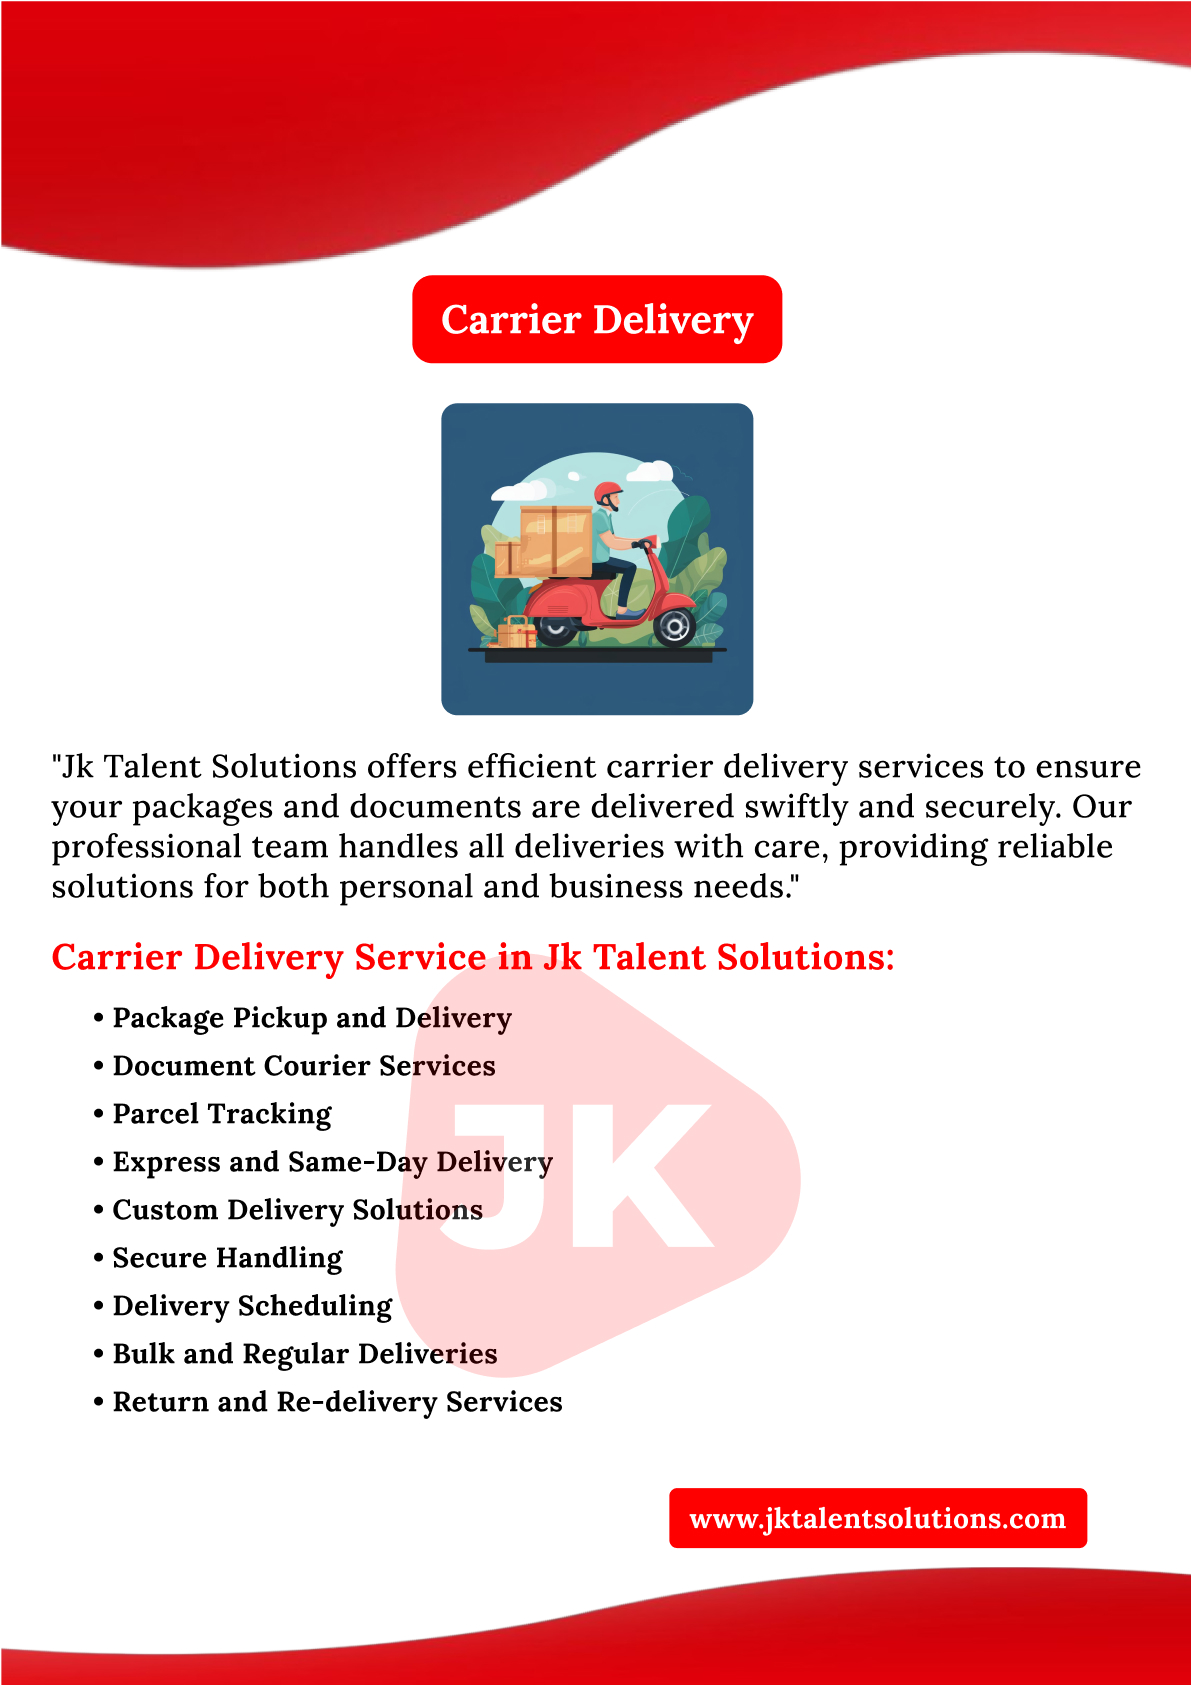 Carrier Delivery
"Jk Talent Solutions offers efficient carrier delivery services to ensure
your packages and documents are delivered swiftly and securely. Our
professional team handles all deliveries with care, providing reliable
solutions for both personal and business needs."
Carrier Delivery Service in Jk Talent Solutions:
• Package Pickup and Delivery
• Document Courier Services
• Parcel Tracking
• Express and Same-Day Delivery
• Custom Delivery Solutions
• Secure Handling
• Delivery Scheduling
• Bulk and Regular Deliveries
• Return and Re-delivery Services
JK
www.jktalentsolutions.com